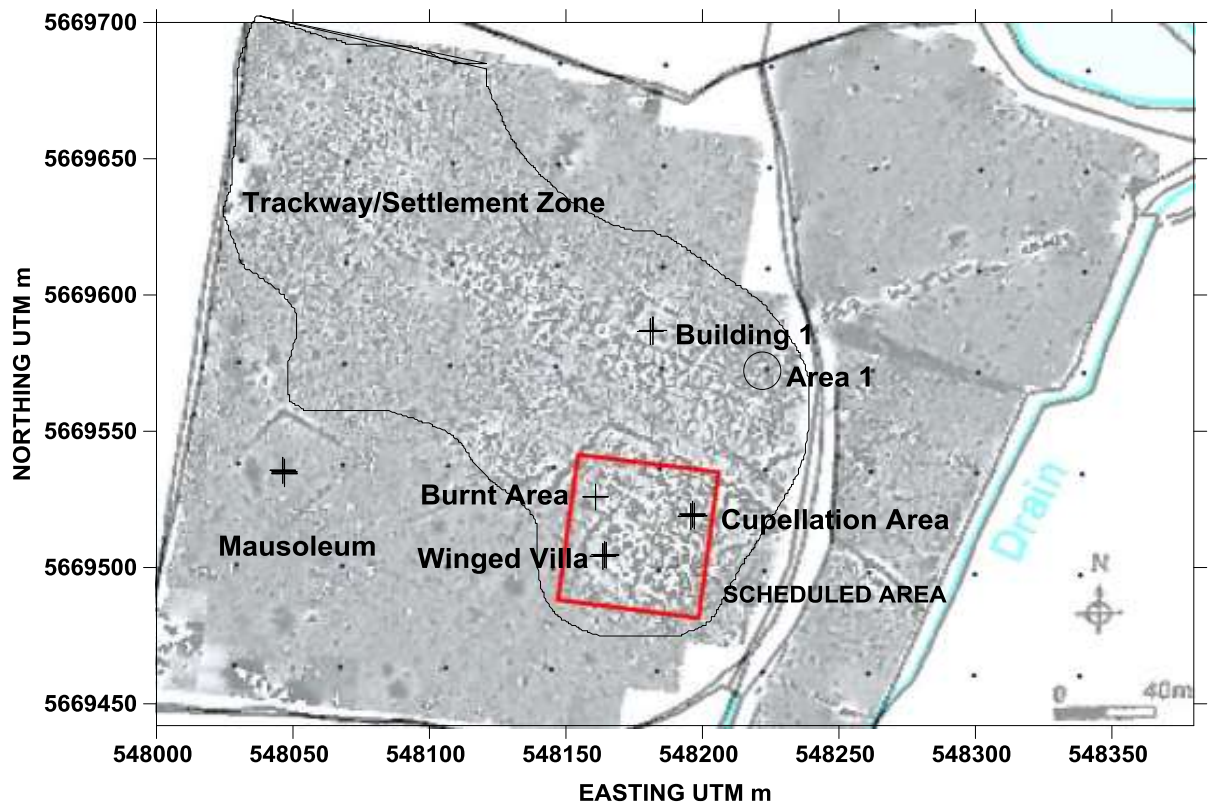 5669700
5669650
5669600
5669550
5669500
5669450
NORTHING UTM m
Trackway/Settlement Zone
Building 1
Area 1
Burnt Area
Cupellation Area
Mausoleum
Winged Villa
SCHEDULED AREA
Drain
N
0 40m
548000 548050 548100 548150 548200 548250 548300 548350
EASTING UTM m